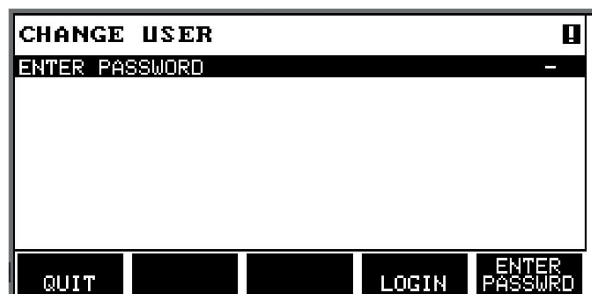 CHANGE USER !
ENTER PASSWORD –
QUIT
LOGIN
ENTER
PASSWRD